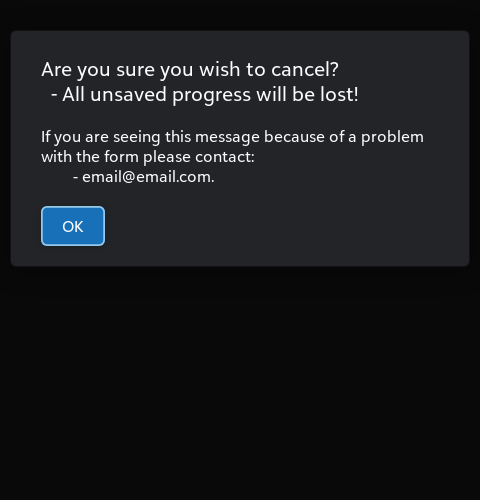 Are you sure you wish to cancel?
- All unsaved progress will be lost!
If you are seeing this message because of a problem
with the form please contact:
- email@email.com.
OK